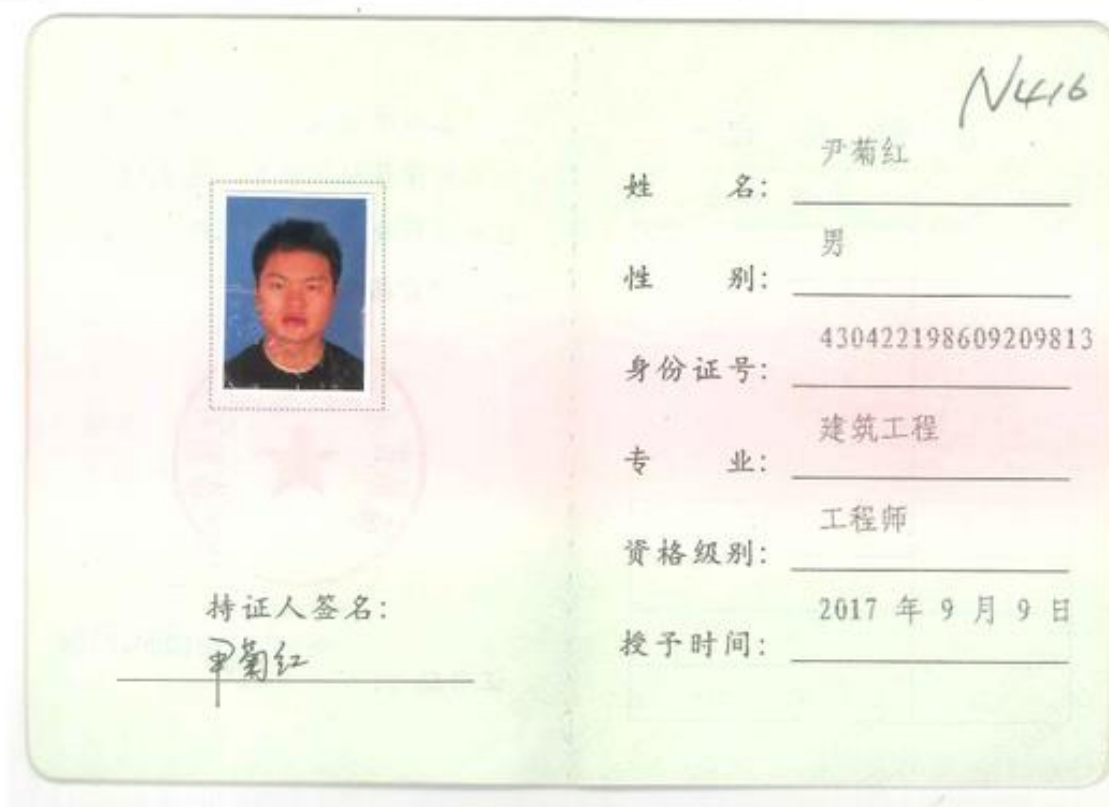 持证人签名:
尹菊红
N416
姓 名: 尹菊红
性 别: 男
身份证号: 430422198609209813
专 业: 建筑工程
资格级别: 工程师
授予时间: 2017 年 9 月 9 日